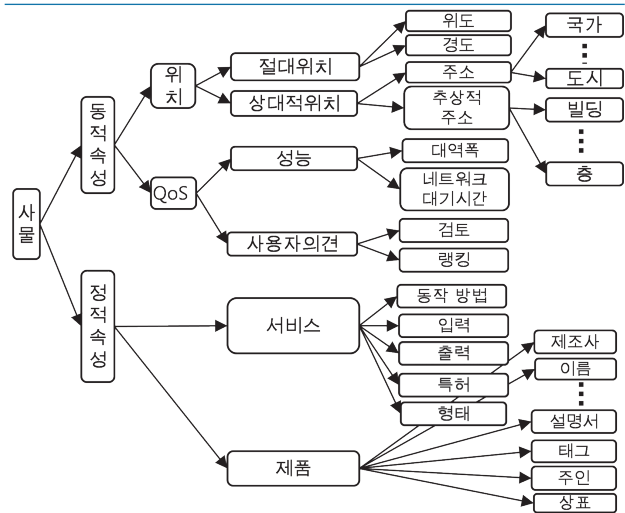 사
물
동
적
속
성
정
적
속
성
위
치
QoS
절대위치
상대적위치
성능
사용자의견
서비스
제품
위도
경도
주소
추상적
주소
대역폭
네트워크
대기시간
검토
랭킹
동작 방법
입력
출력
특허
형태
국가
도시
빌딩
층
제조사
이름
설명서
태그
주인
상표